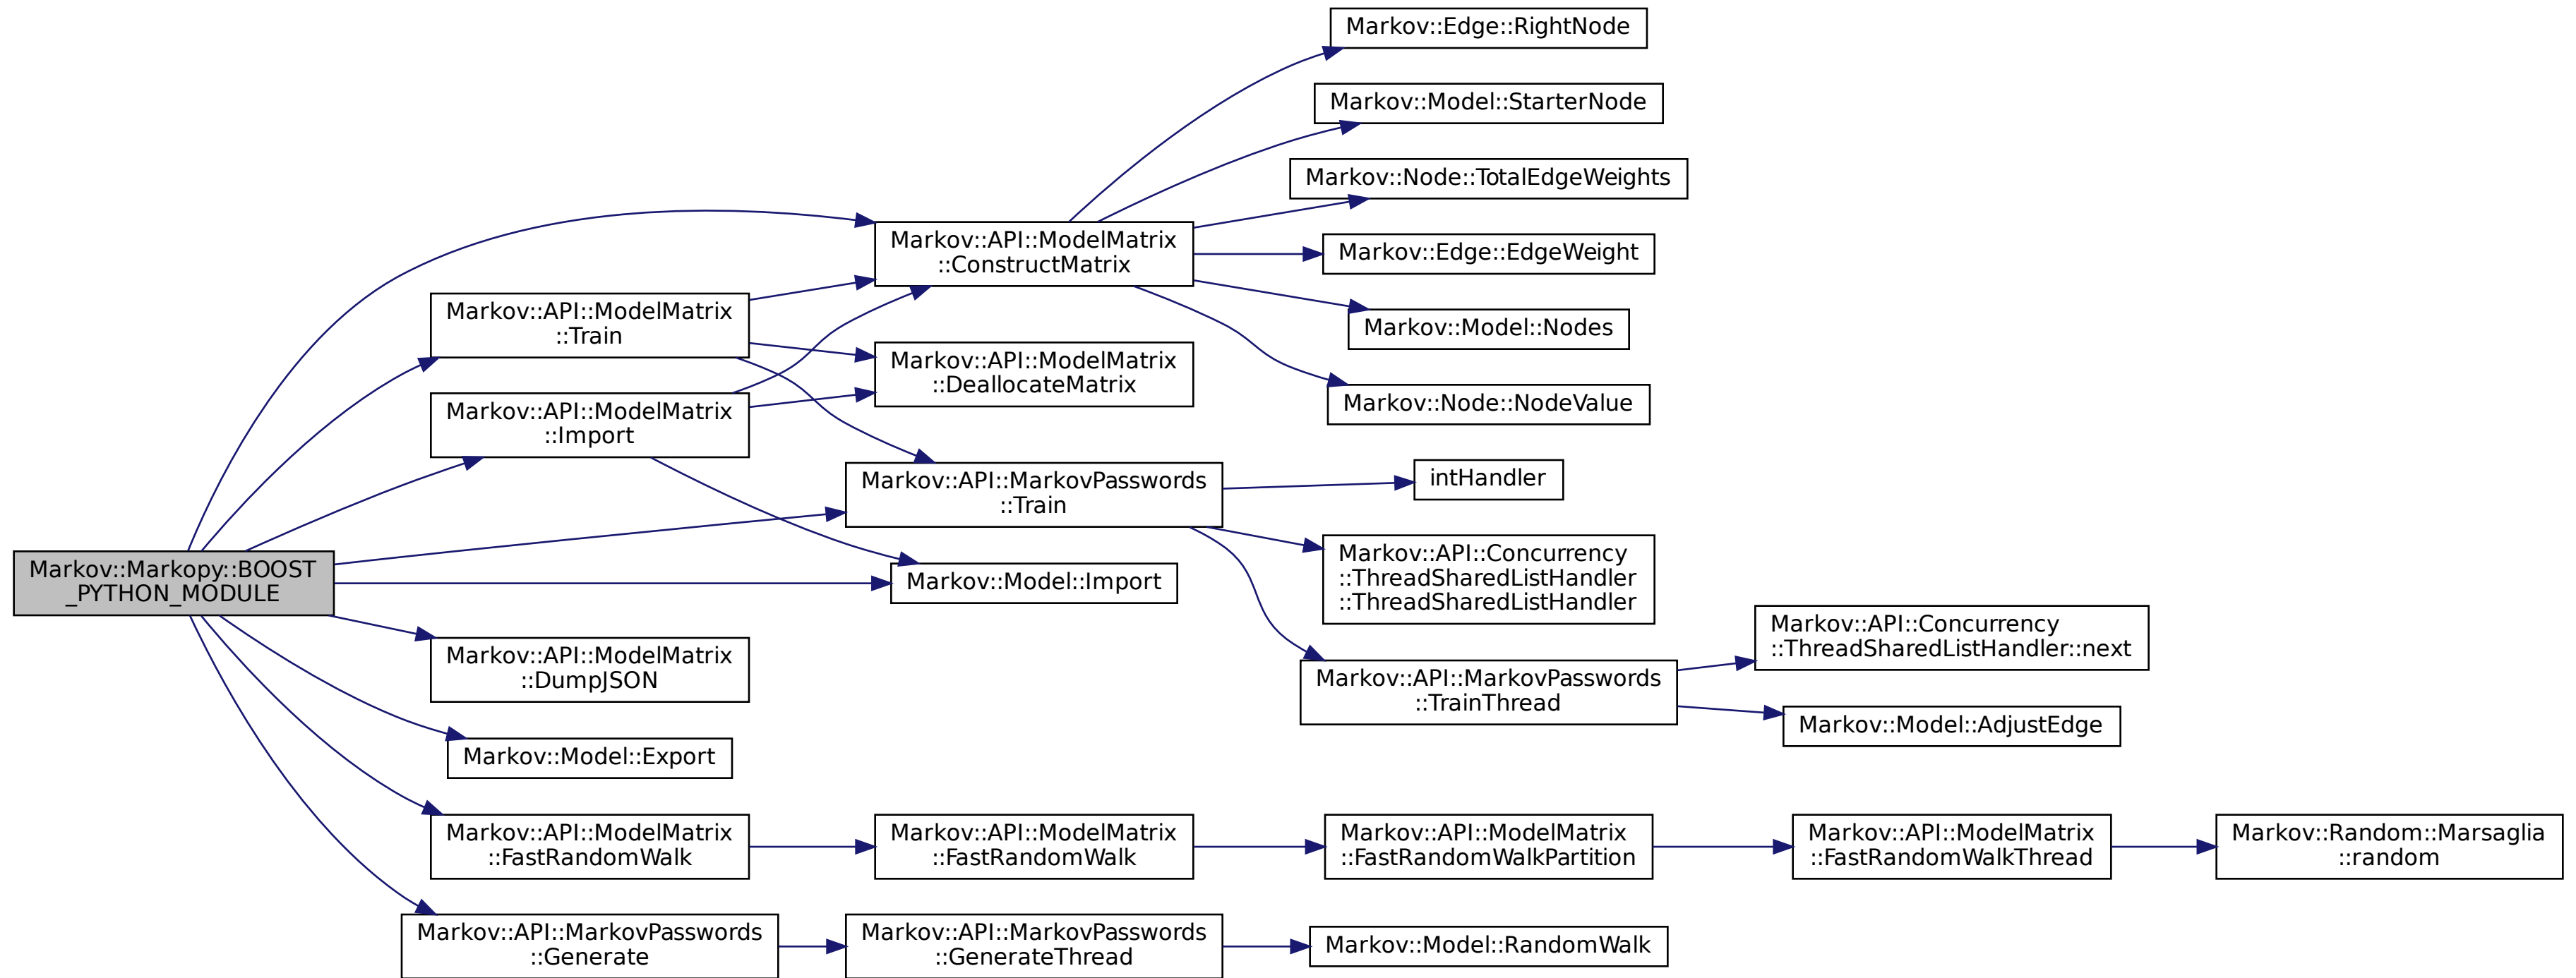 Markov::Edge::RightNode
Markov::Model::StarterNode
Markov::Node::TotalEdgeWeights
Markov::API::ModelMatrix
::ConstructMatrix
Markov::Edge::EdgeWeight
Markov::API::ModelMatrix
::Train
Markov::Model::Nodes
Markov::API::ModelMatrix
::DeallocateMatrix
Markov::API::ModelMatrix
::Import
Markov::Node::NodeValue
Markov::API::MarkovPasswords
::Train
intHandler
Markov::Markopy::BOOST
_PYTHON_MODULE
Markov::Model::Import
Markov::API::Concurrency
::ThreadSharedListHandler
::ThreadSharedListHandler
Markov::API::Concurrency
::ThreadSharedListHandler::next
Markov::API::ModelMatrix
::DumpJSON
Markov::API::MarkovPasswords
::TrainThread
Markov::Model::AdjustEdge
Markov::Model::Export
Markov::API::ModelMatrix
::FastRandomWalk
Markov::API::ModelMatrix
::FastRandomWalk
Markov::API::ModelMatrix
::FastRandomWalkPartition
Markov::API::ModelMatrix
::FastRandomWalkThread
Markov::Random::Marsaglia
::random
Markov::API::MarkovPasswords
::Generate
Markov::API::MarkovPasswords
::GenerateThread
Markov::Model::RandomWalk